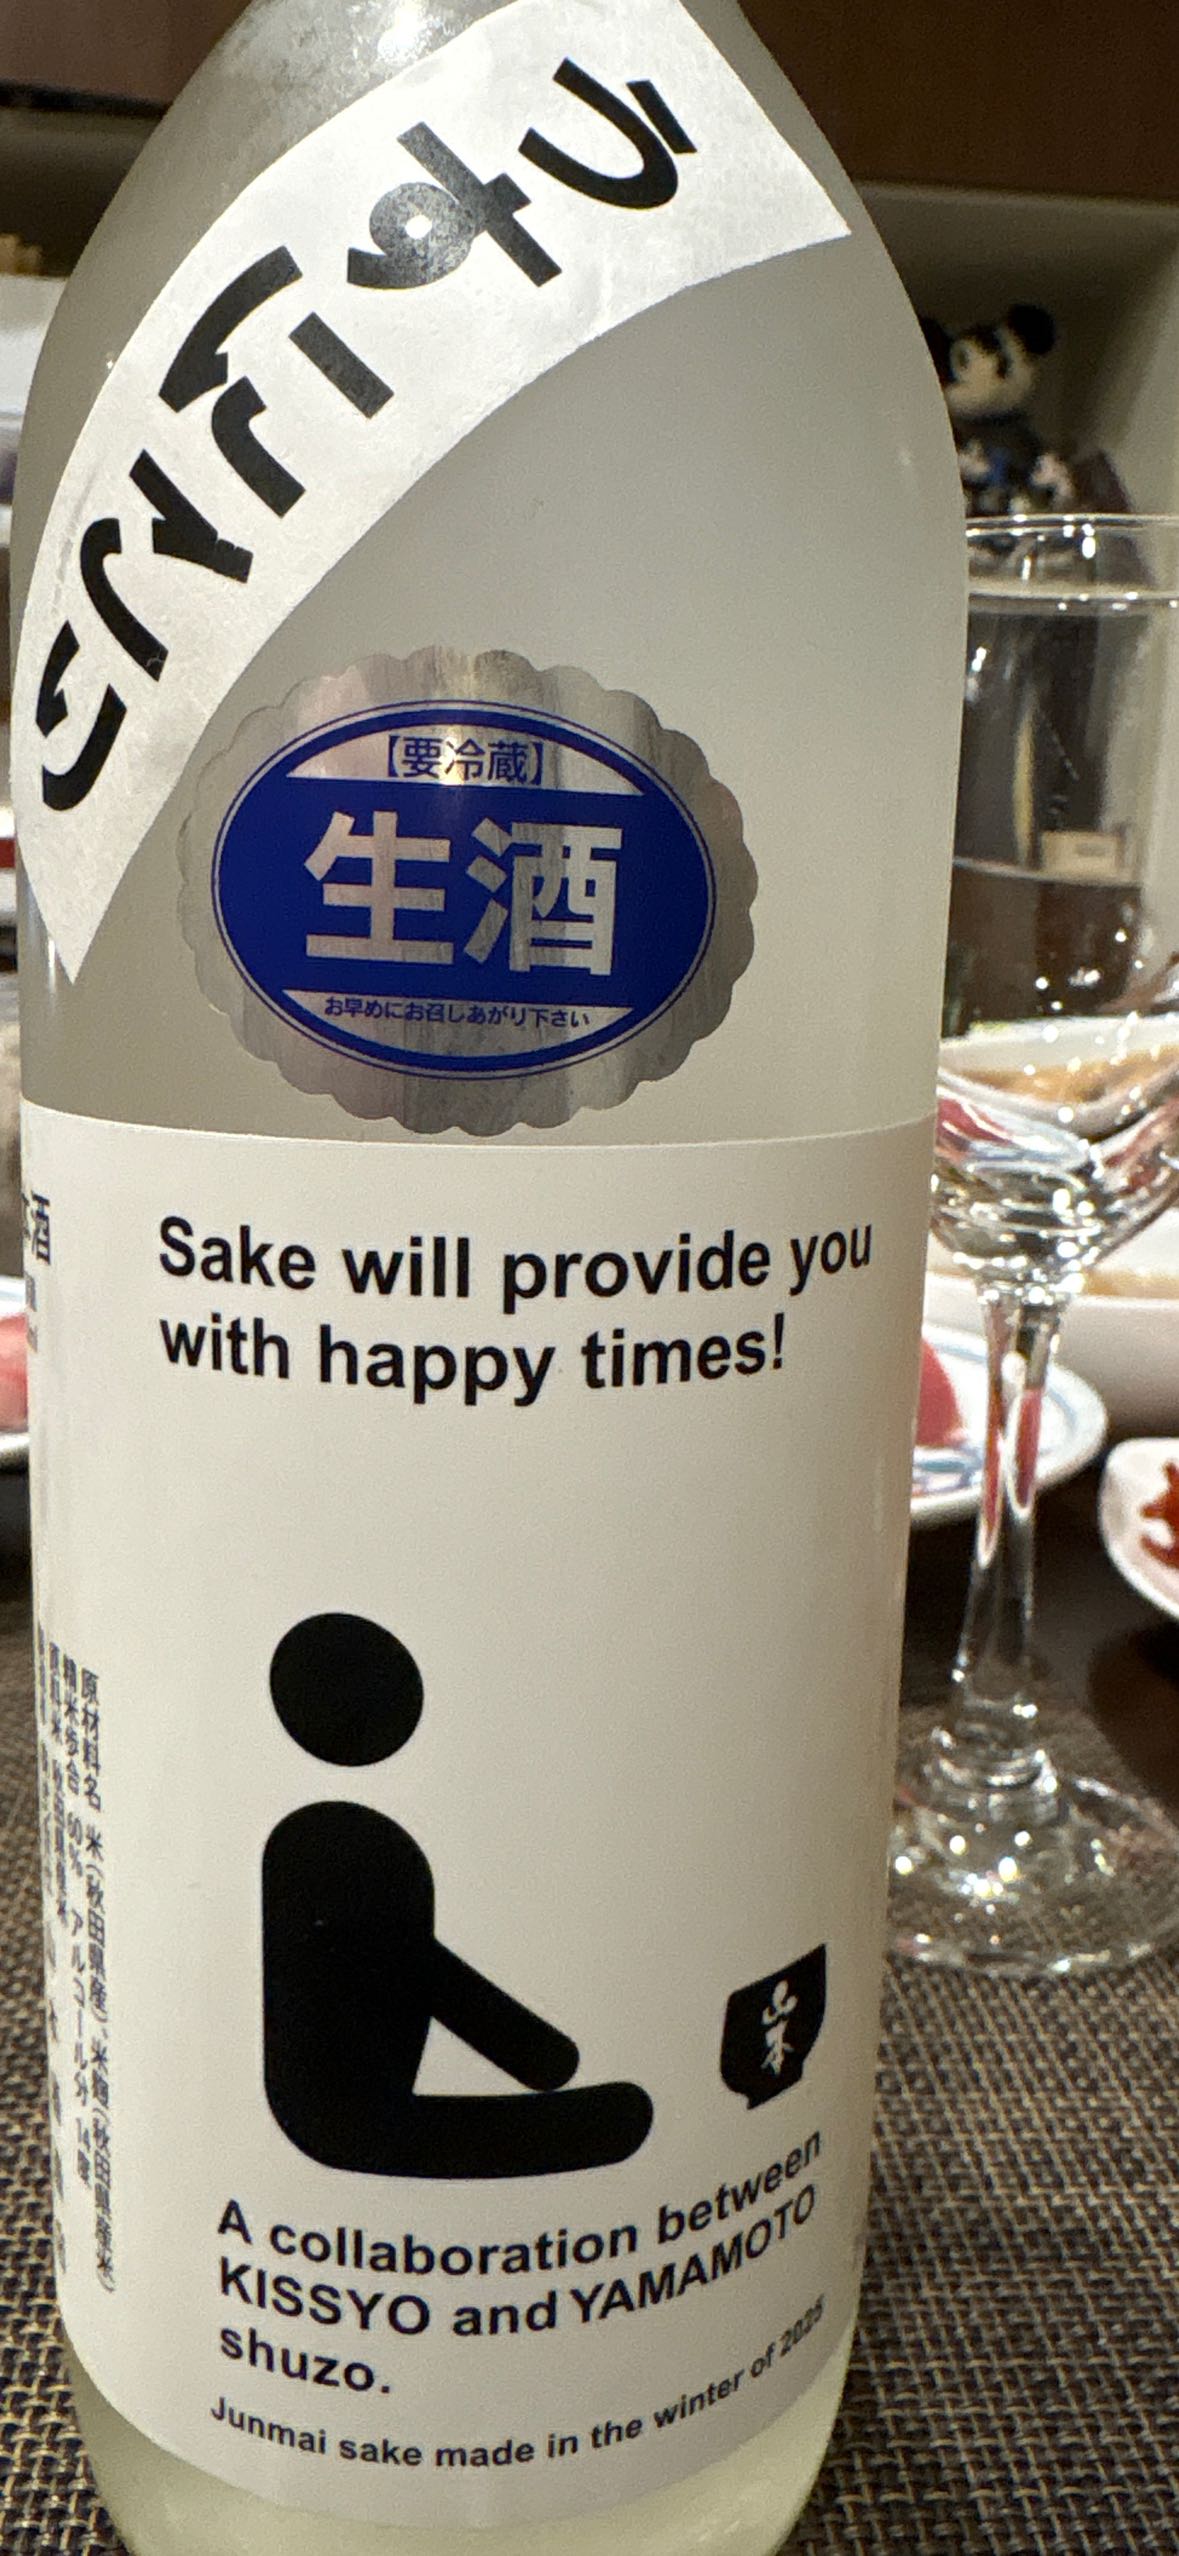 うすにごり
【要冷蔵】
生酒
お早めにお召しあがり下さい
Sake will provide you
with happy times!
山本
A collaboration between
KISSYO and YAMAMOTO
shuzo.
Junmai sake made in the winter of 2025
原材料名 米(秋田県産)、米麹(秋田県産米)
精米歩合 60% アルコール分 14度